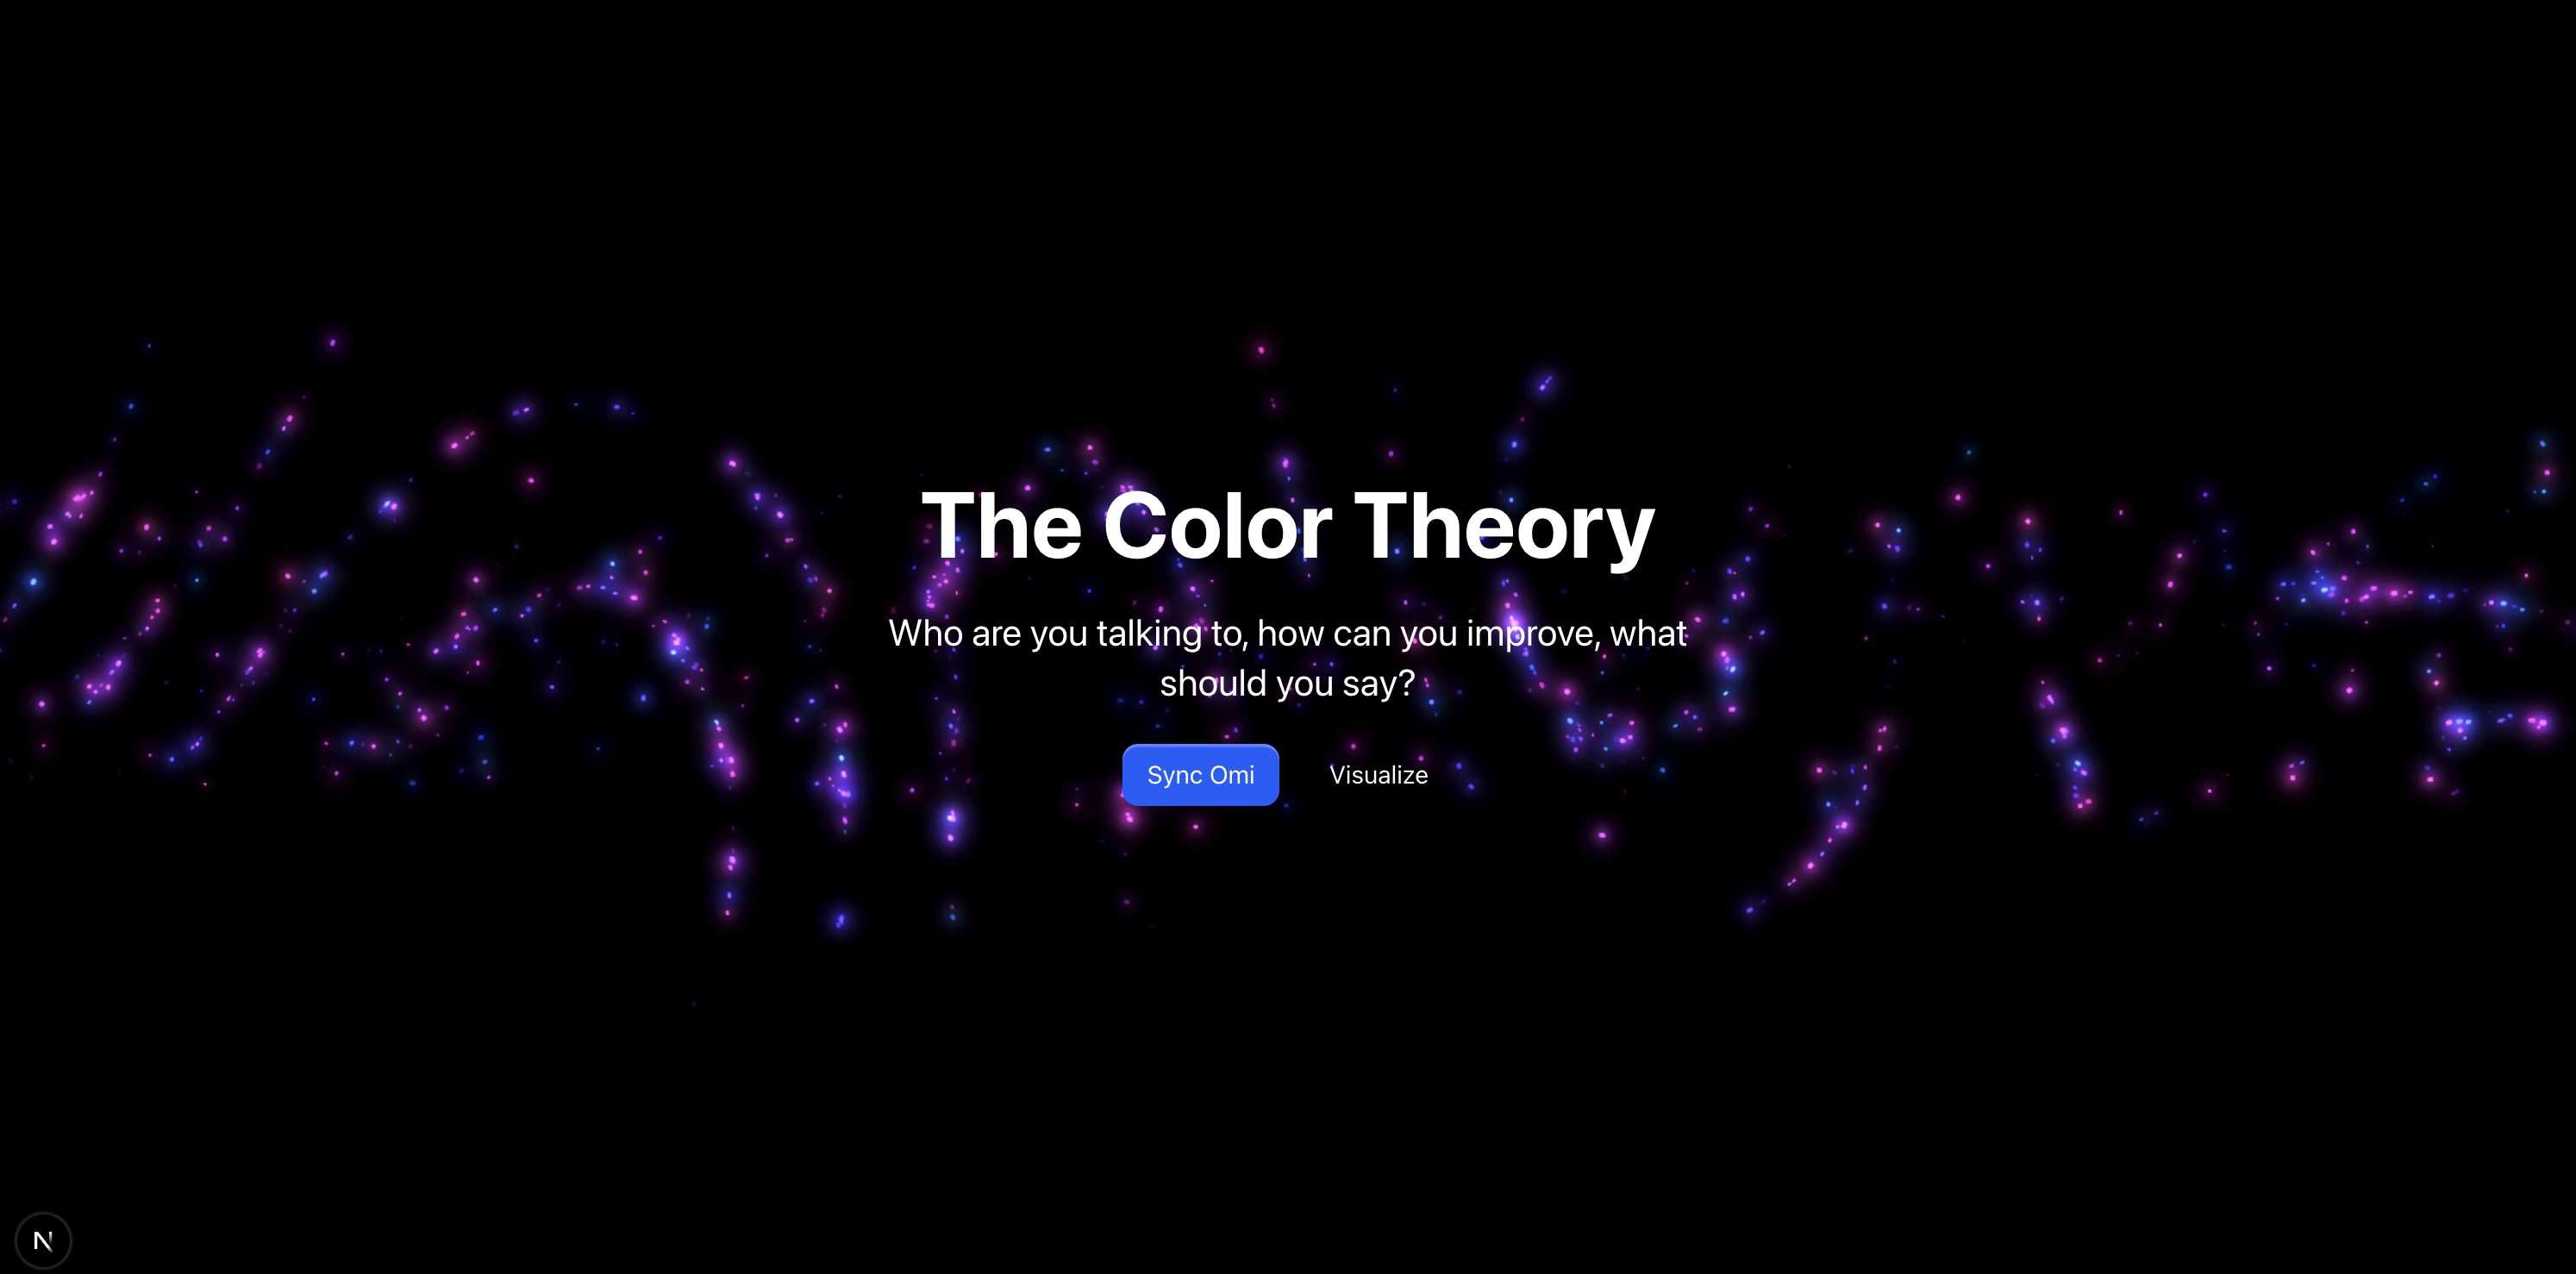 The Color Theory
Who are you talking to, how can you improve, what
should you say?
Sync Omi
Visualize
N